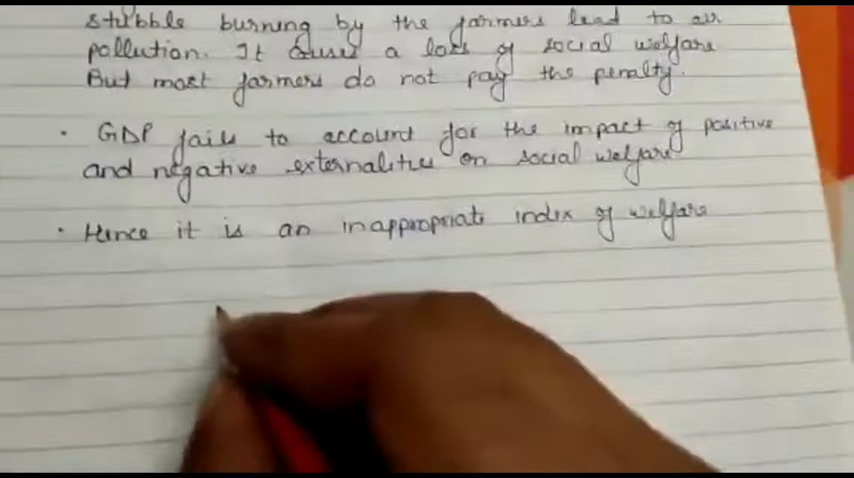 stubble burning by the farmers lead to air
pollution. It causes a loss of social welfare
But most farmers do not pay the penalty.
• GDP fails to account for the impact of positive
and negative externalities on social welfare
• Hence it is an inappropriate index of welfare